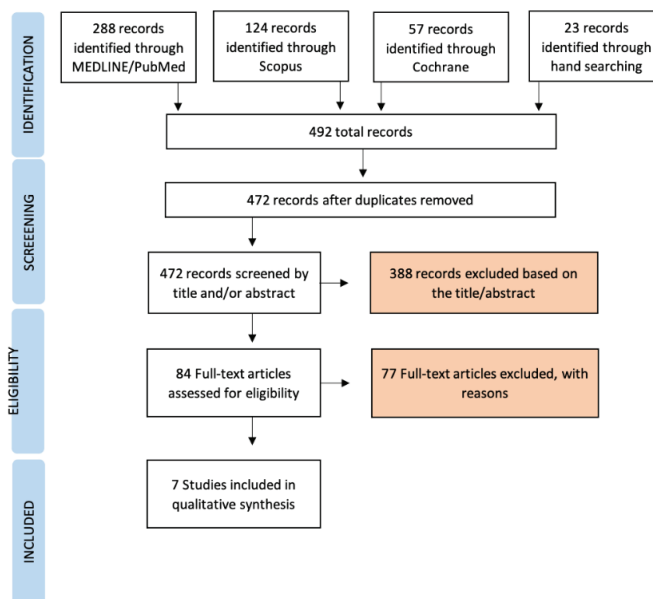 288 records
identified through
MEDLINE/PubMed
124 records
identified through
Scopus
57 records
identified through
Cochrane
23 records
identified through
hand searching
IDENTIFICATION
492 total records
SCREEENING
472 records after duplicates removed
472 records screened by
title and/or abstract
388 records excluded based on
the title/abstract
ELIGIBILITY
84 Full-text articles
assessed for eligibility
77 Full-text articles excluded, with
reasons
INCLUDED
7 Studies included in
qualitative synthesis